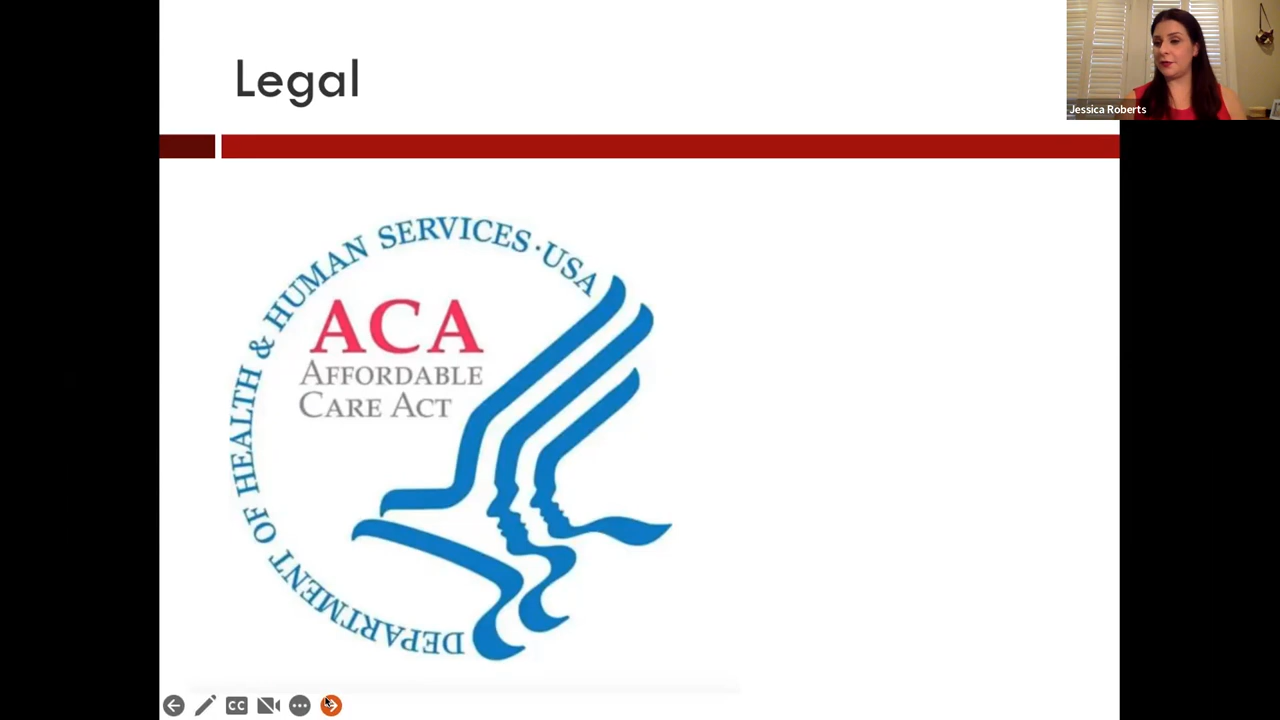 Legal
Jessica Roberts
DEPARTMENT OF HEALTH & HUMAN SERVICES · USA
ACA
AFFORDABLE
CARE ACT
CC